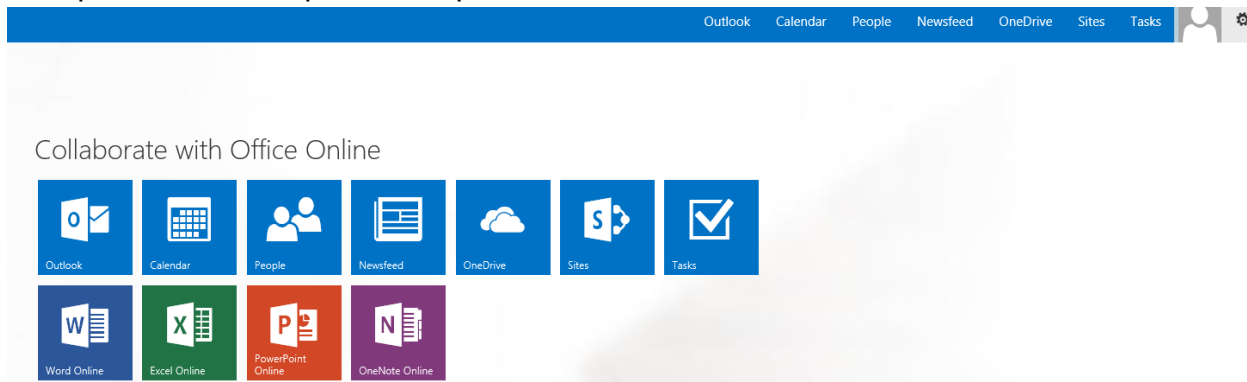 Outlook Calendar People Newsfeed OneDrive Sites Tasks
Collaborate with Office Online
Outlook Calendar People Newsfeed OneDrive Sites Tasks
Word Online Excel Online PowerPoint Online OneNote Online